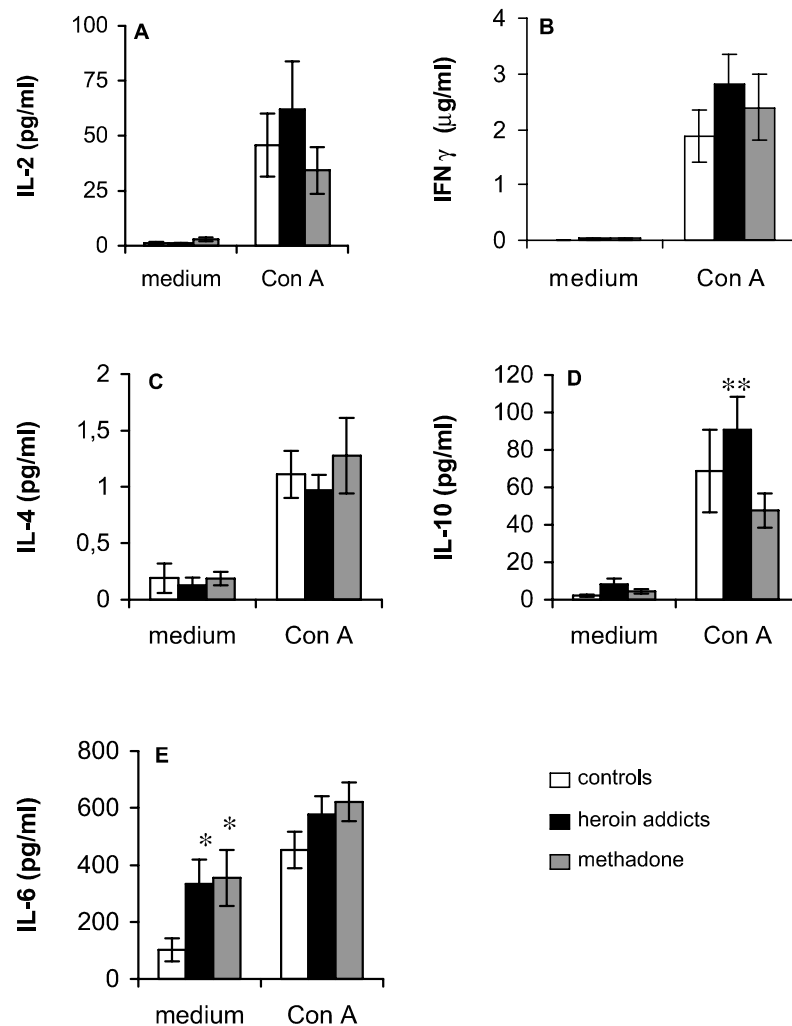 A
IL-2 (pg/ml)
100
75
50
25
0
medium Con A
B
IFN γ (μg/ml)
4
3
2
1
0
medium Con A
C
IL-4 (pg/ml)
2
1,5
1
0,5
0
medium Con A
D
IL-10 (pg/ml)
120
100
80
60
40
20
0
**
medium Con A
E
IL-6 (pg/ml)
800
600
400
200
0
* *
medium Con A
controls
heroin addicts
methadone